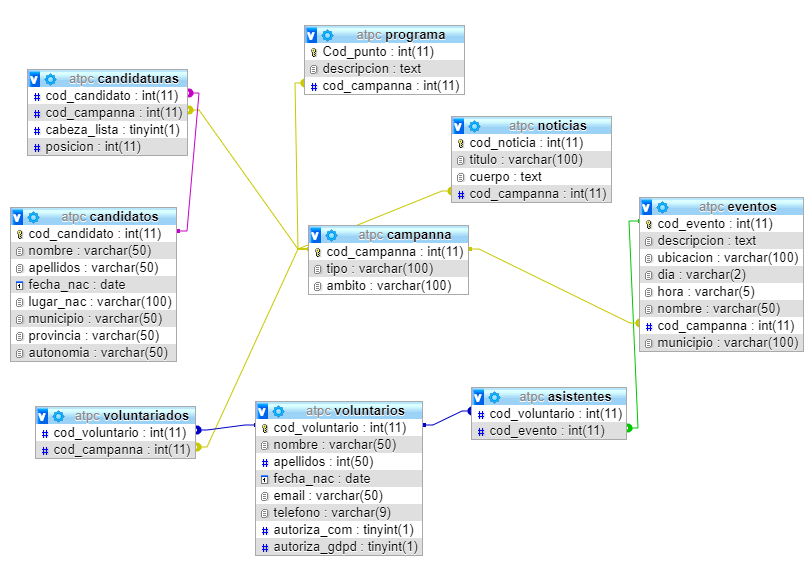 atpc programa
Cod_punto : int(11)
descripcion : text
cod_campanna : int(11)
atpc candidaturas
cod_candidato : int(11)
cod_campanna : int(11)
cabeza_lista : tinyint(1)
posicion : int(11)
atpc noticias
cod_noticia : int(11)
titulo : varchar(100)
cuerpo : text
cod_campanna : int(11)
atpc candidatos
cod_candidato : int(11)
nombre : varchar(50)
apellidos : varchar(50)
fecha_nac : date
lugar_nac : varchar(100)
municipio : varchar(50)
provincia : varchar(50)
autonomia : varchar(50)
atpc campanna
cod_campanna : int(11)
tipo : varchar(100)
ambito : varchar(100)
atpc eventos
cod_evento : int(11)
descripcion : text
ubicacion : varchar(100)
dia : varchar(2)
hora : varchar(5)
nombre : varchar(50)
cod_campanna : int(11)
municipio : varchar(100)
atpc voluntariados
cod_voluntario : int(11)
cod_campanna : int(11)
atpc voluntarios
cod_voluntario : int(11)
nombre : varchar(50)
apellidos : int(50)
fecha_nac : date
email : varchar(50)
telefono : varchar(9)
autoriza_com : tinyint(1)
autoriza_gdpd : tinyint(1)
atpc asistentes
cod_voluntario : int(11)
cod_evento : int(11)